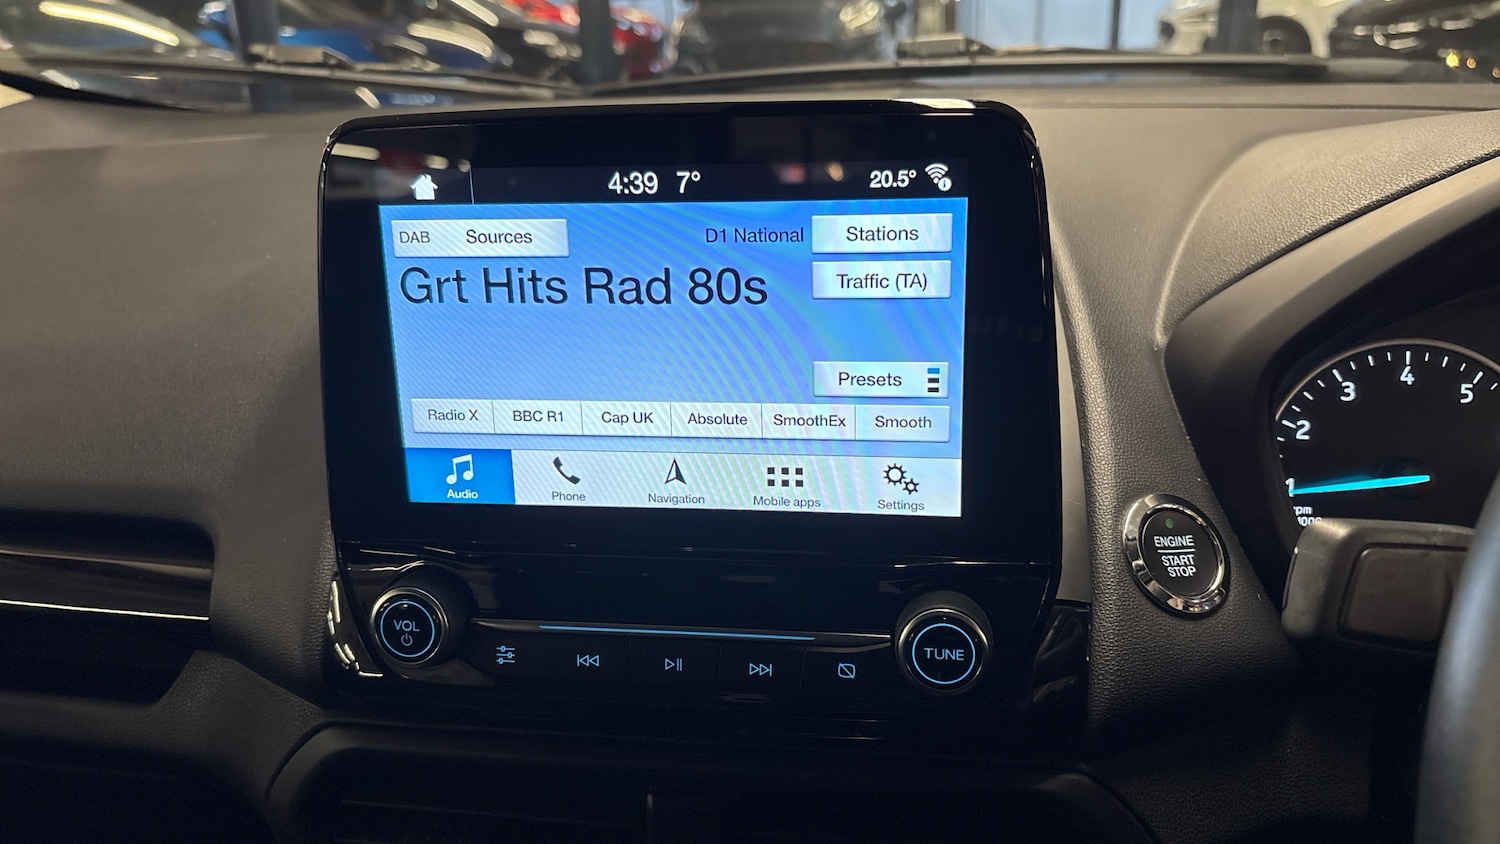 4:39 7° 20.5°
DAB Sources D1 National Stations
Grt Hits Rad 80s Traffic (TA)
Presets
Radio X BBC R1 Cap UK Absolute SmoothEx Smooth
Audio Phone Navigation Mobile apps Settings
VOL TUNE
ENGINE
START
STOP
1 2 3 4 5
rpm